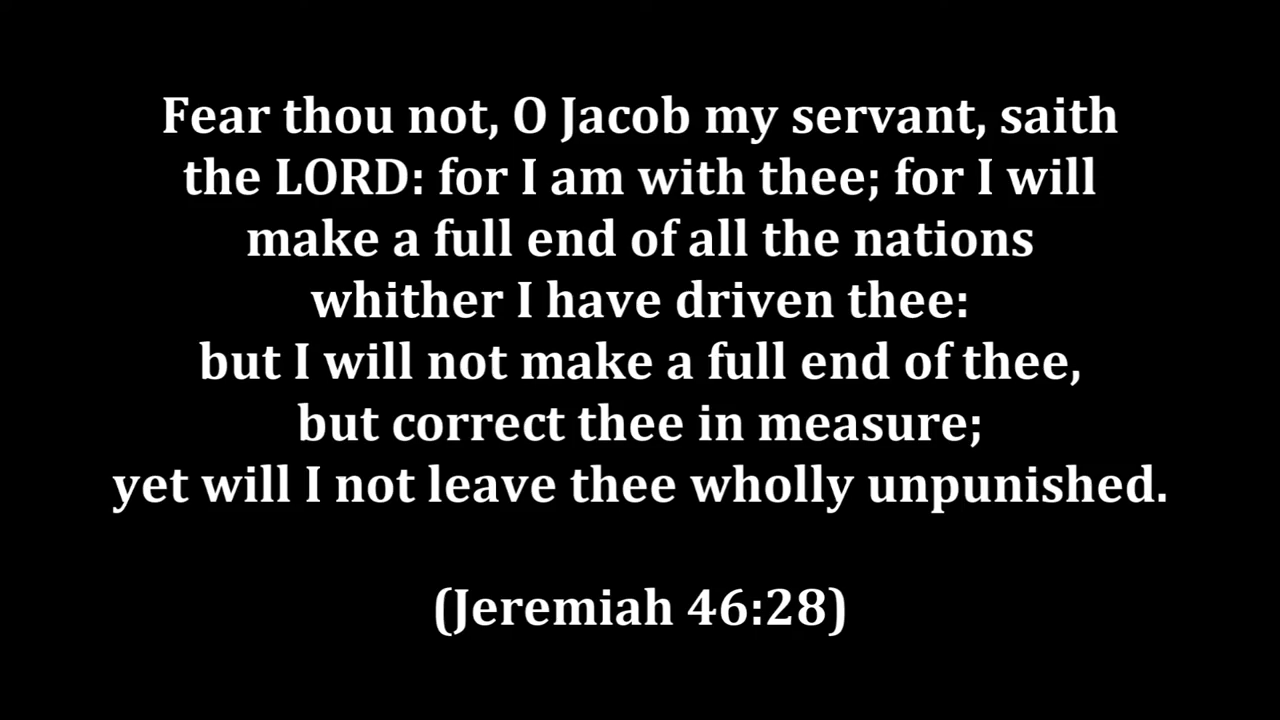 Fear thou not, O Jacob my servant, saith
the LORD: for I am with thee; for I will
make a full end of all the nations
whither I have driven thee:
but I will not make a full end of thee,
but correct thee in measure;
yet will I not leave thee wholly unpunished.
(Jeremiah 46:28)